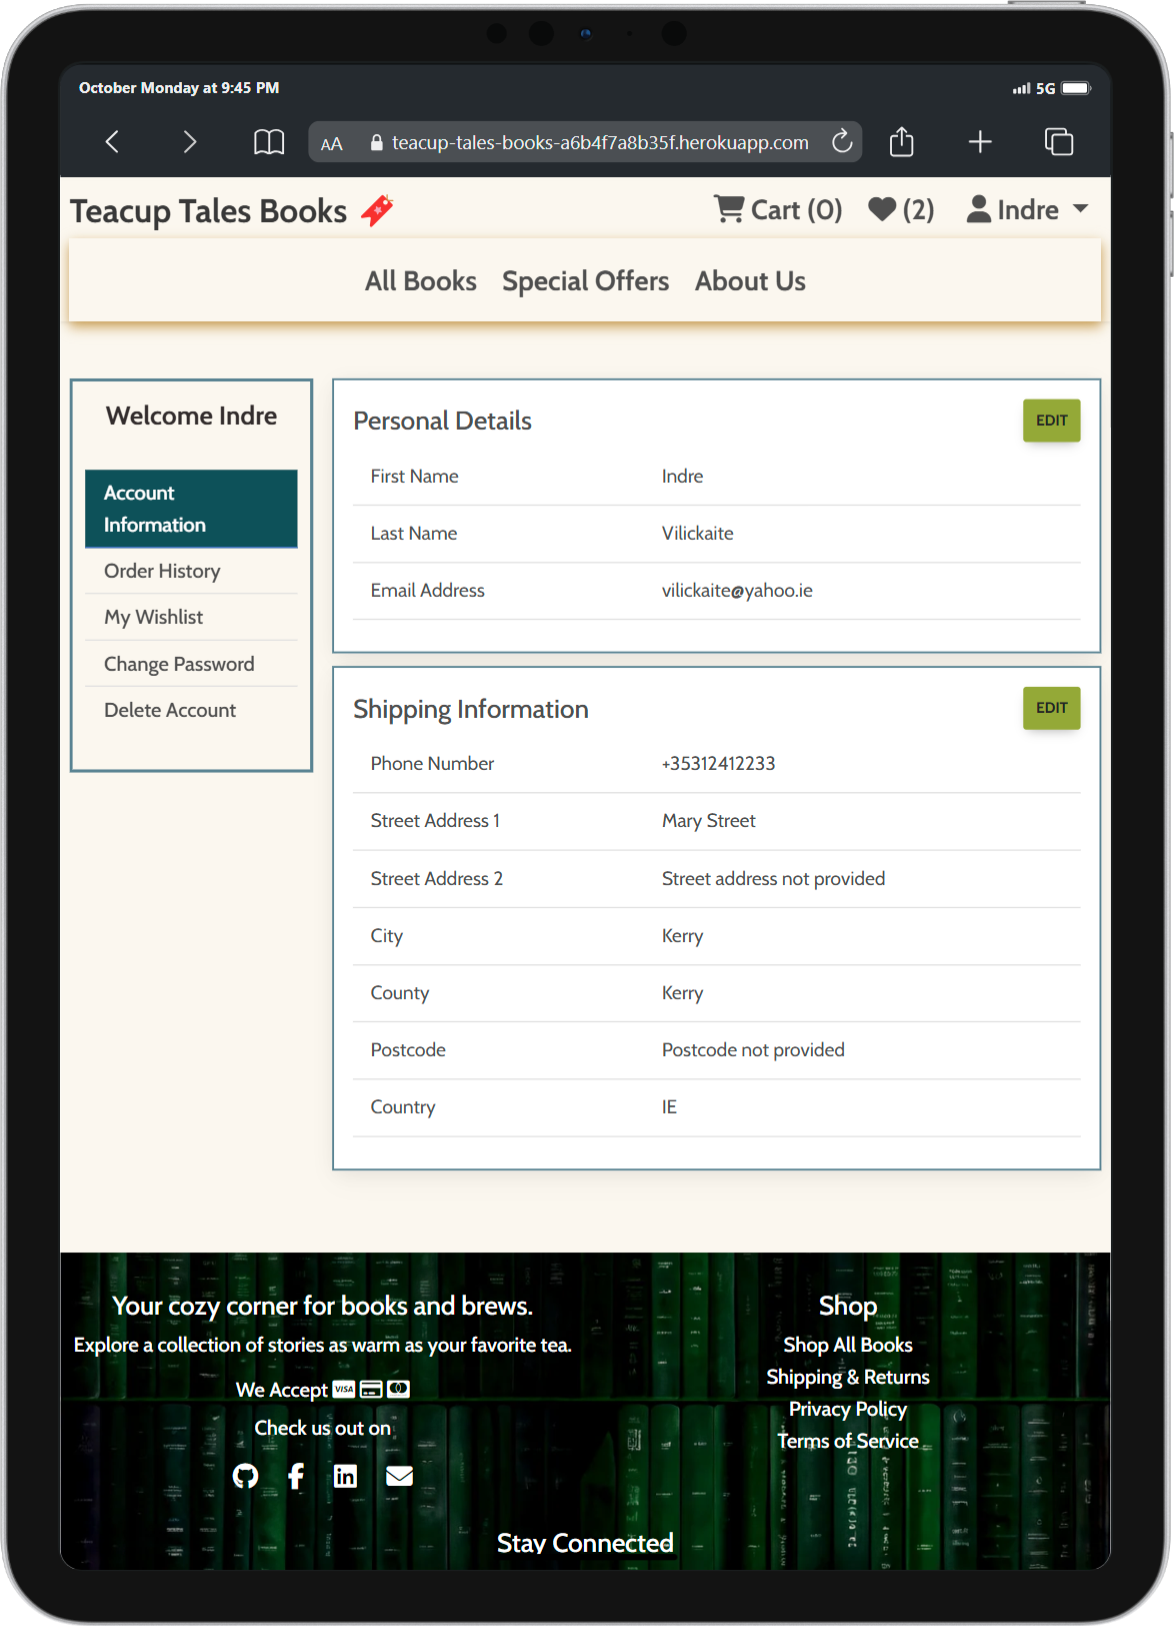 October Monday at 9:45 PM
5G
AA
teacup-tales-books-a6b4f7a8b35f.herokuapp.com
Teacup Tales Books
Cart (0)
(2)
Indre
All Books
Special Offers
About Us
Welcome Indre
Account
Information
Order History
My Wishlist
Change Password
Delete Account
Personal Details
EDIT
First Name
Indre
Last Name
Vilickaite
Email Address
vilickaite@yahoo.ie
Shipping Information
EDIT
Phone Number
+35312412233
Street Address 1
Mary Street
Street Address 2
Street address not provided
City
Kerry
County
Kerry
Postcode
Postcode not provided
Country
IE
Your cozy corner for books and brews.
Explore a collection of stories as warm as your favorite tea.
We Accept VISA
Check us out on
Shop
Shop All Books
Shipping & Returns
Privacy Policy
Terms of Service
Stay Connected